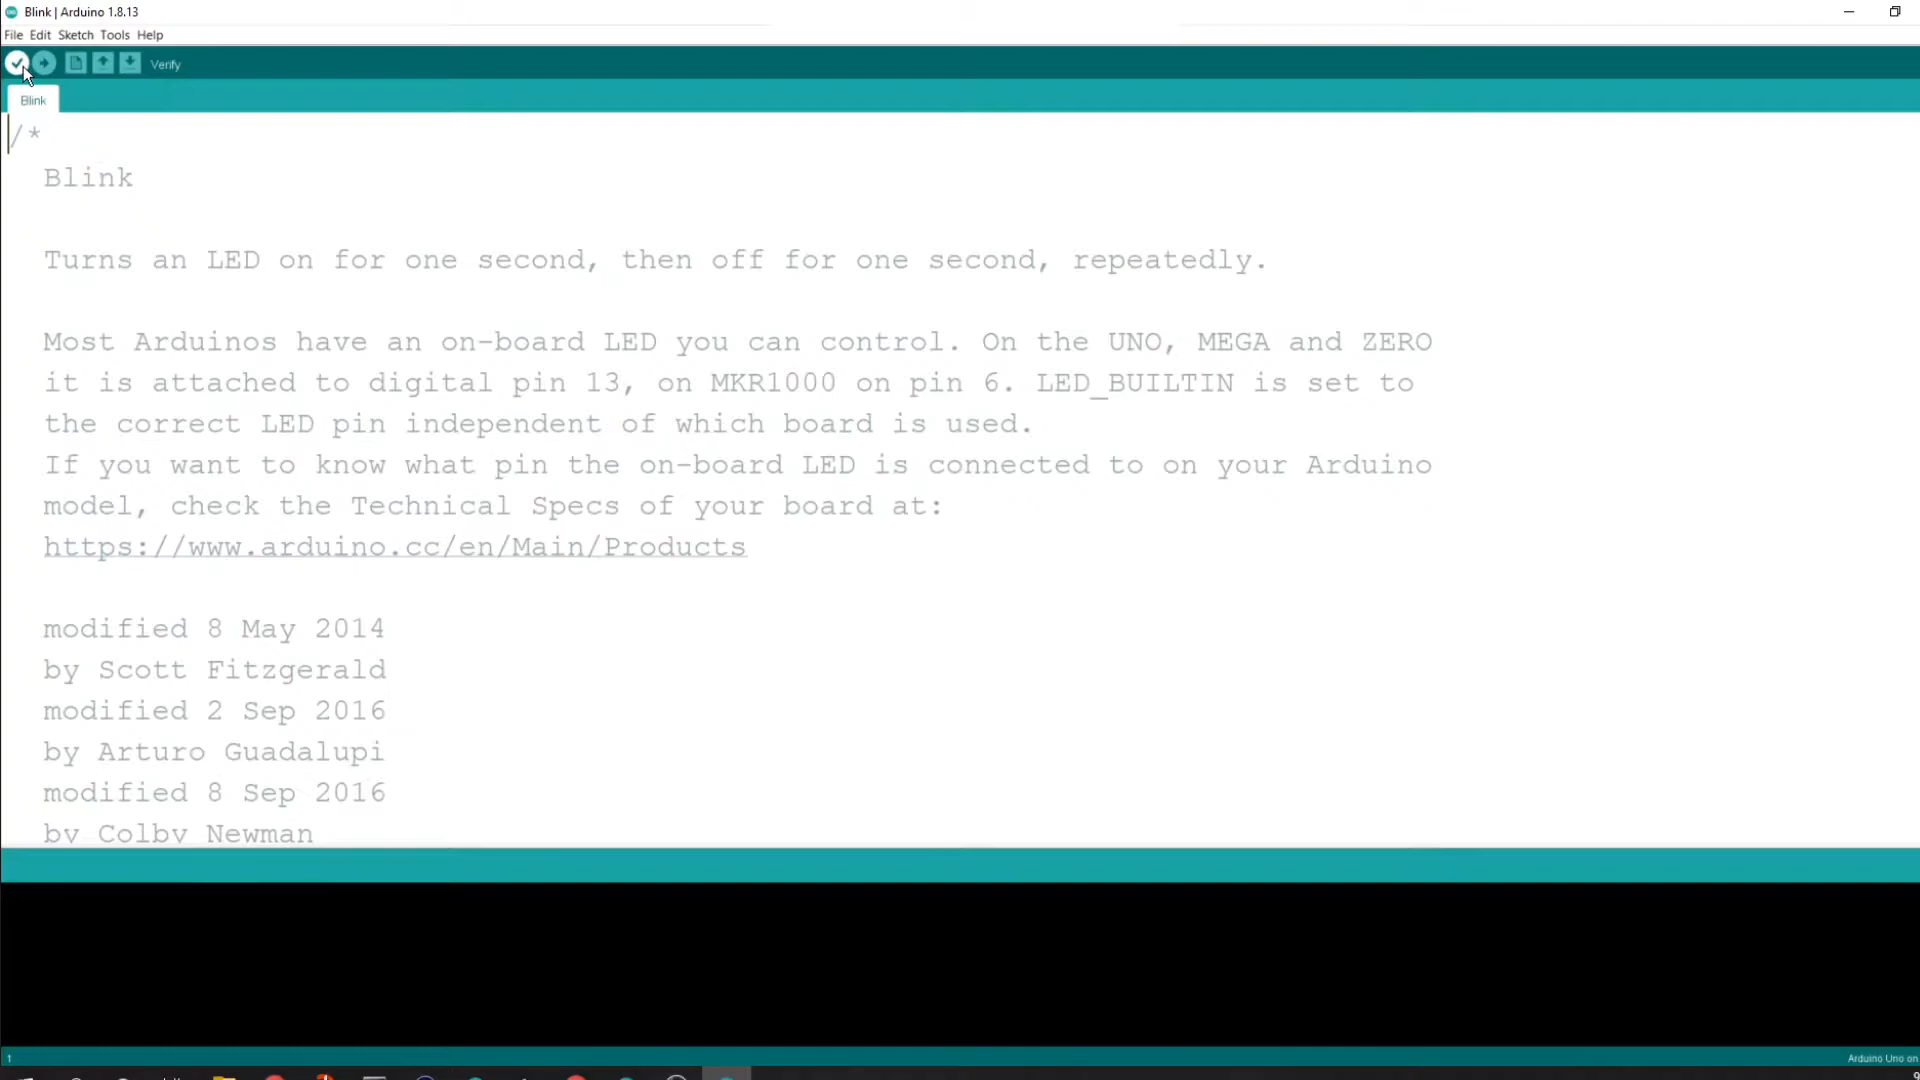 Blink | Arduino 1.8.13
File Edit Sketch Tools Help
Verify
Blink
/*
Blink
Turns an LED on for one second, then off for one second, repeatedly.
Most Arduinos have an on-board LED you can control. On the UNO, MEGA and ZERO
it is attached to digital pin 13, on MKR1000 on pin 6. LED_BUILTIN is set to
the correct LED pin independent of which board is used.
If you want to know what pin the on-board LED is connected to on your Arduino
model, check the Technical Specs of your board at:
https://www.arduino.cc/en/Main/Products
modified 8 May 2014
by Scott Fitzgerald
modified 2 Sep 2016
by Arturo Guadalupi
modified 8 Sep 2016
by Colby Newman
1
Arduino Uno on